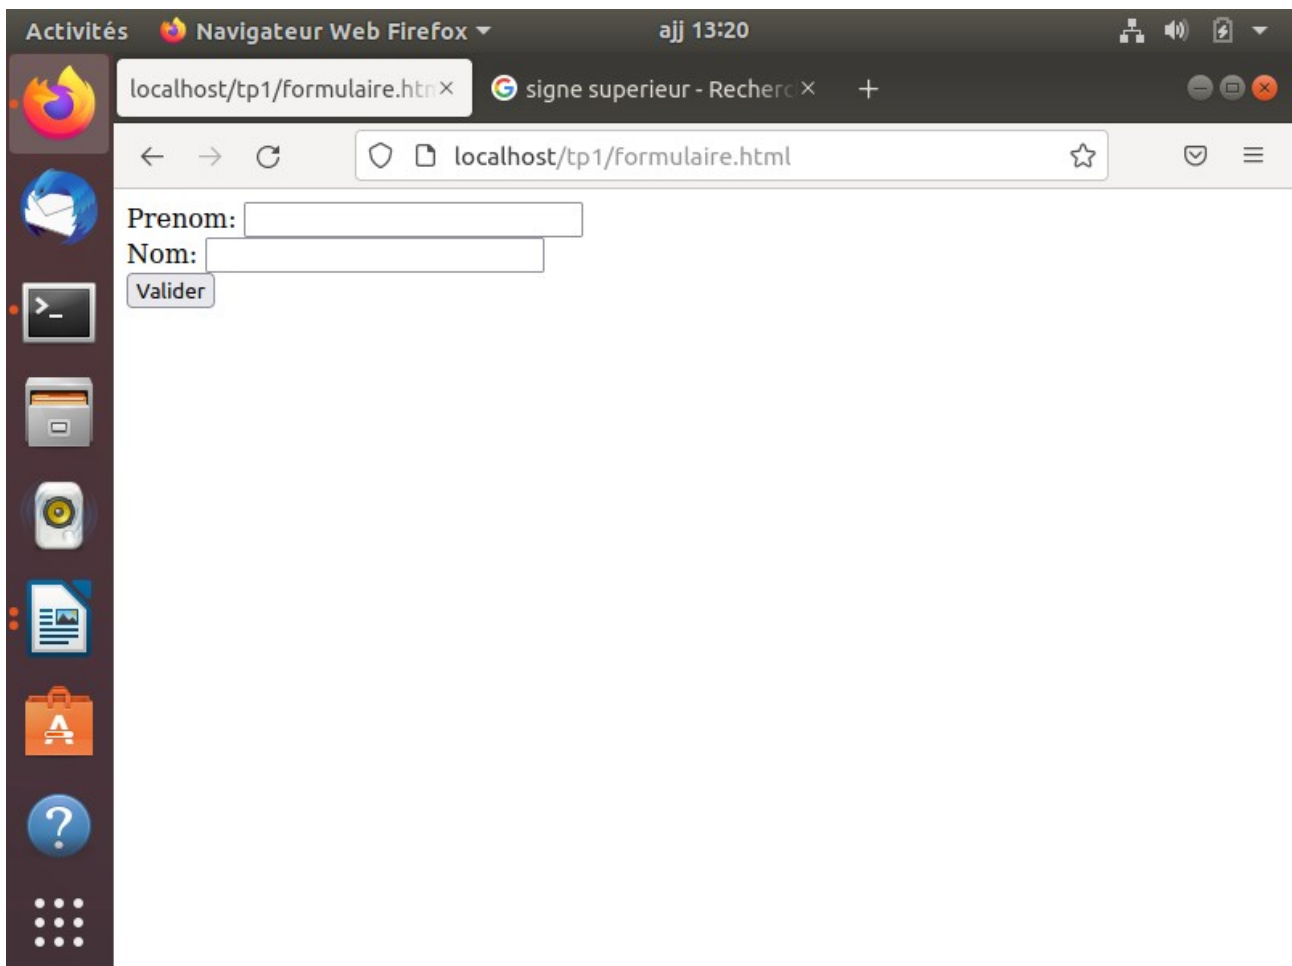 Activités Navigateur Web Firefox ajj 13:20
localhost/tp1/formulaire.htm signe superieur - Recherc
localhost/tp1/formulaire.html
Prenom:
Nom:
Valider